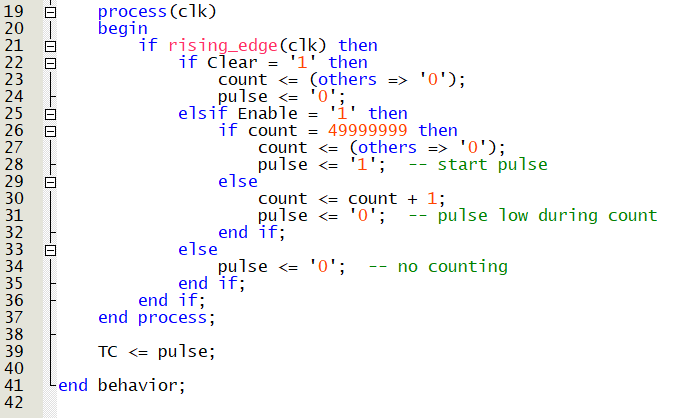 19 process(clk)
20 begin
21 if rising_edge(clk) then
22 if Clear = '1' then
23 count <= (others => '0');
24 pulse <= '0';
25 elsif Enable = '1' then
26 if count = 49999999 then
27 count <= (others => '0');
28 pulse <= '1';  -- start pulse
29 else
30 count <= count + 1;
31 pulse <= '0';  -- pulse low during count
32 end if;
33 else
34 pulse <= '0';  -- no counting
35 end if;
36 end if;
37 end process;
38
39 TC <= pulse;
40
41 end behavior;
42